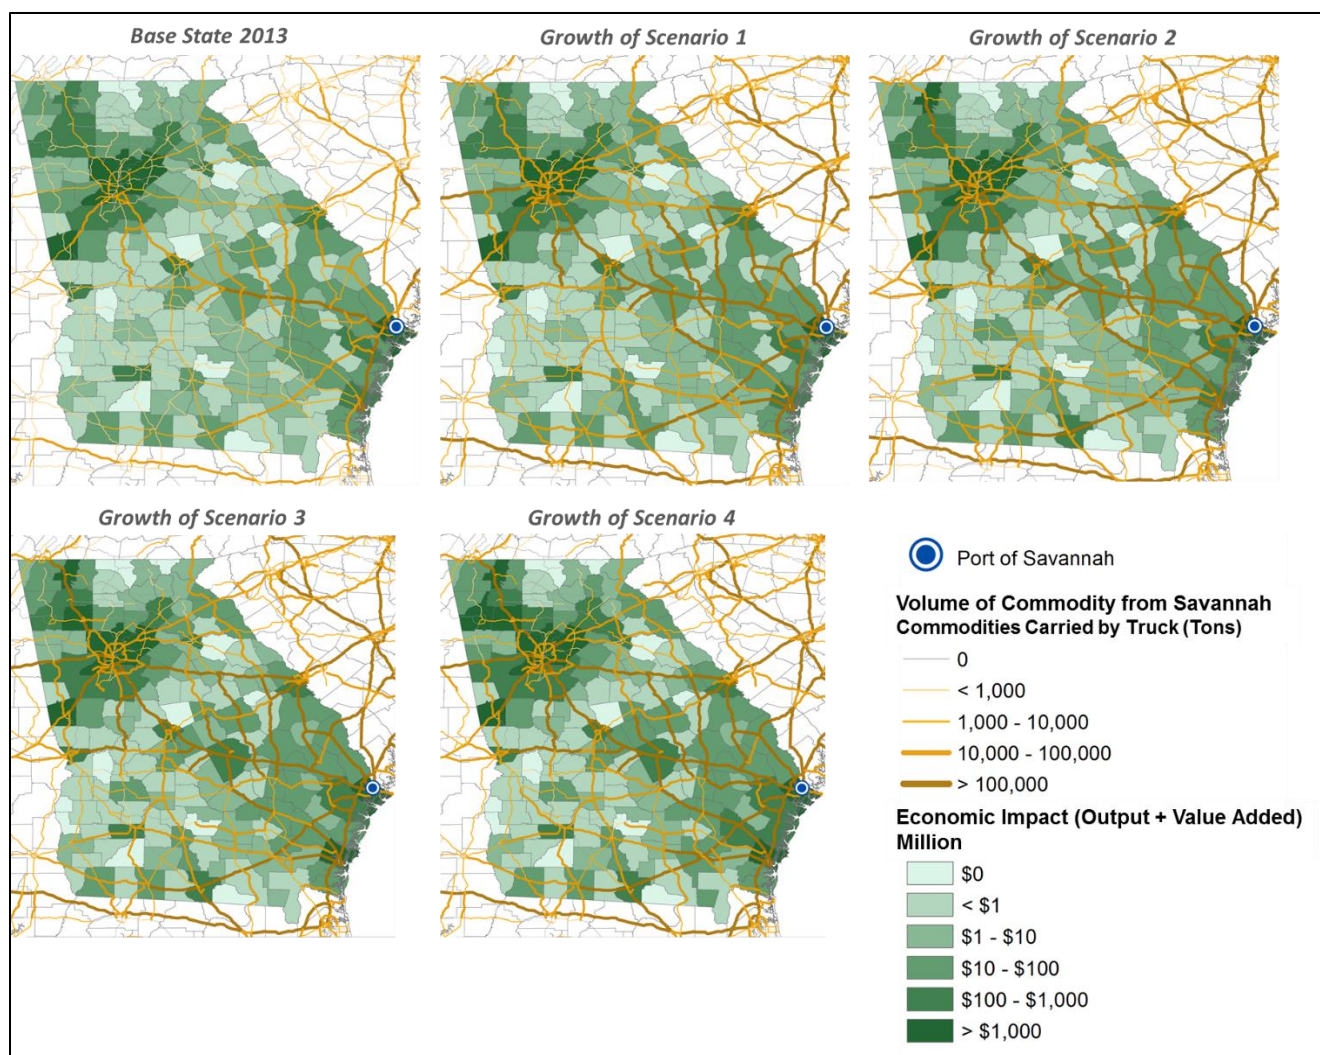 Base State 2013
Growth of Scenario 1
Growth of Scenario 2
Growth of Scenario 3
Growth of Scenario 4
Port of Savannah
Volume of Commodity from Savannah
Commodities Carried by Truck (Tons)
0
< 1,000
1,000 - 10,000
10,000 - 100,000
> 100,000
Economic Impact (Output + Value Added)
Million
$0
< $1
$1 - $10
$10 - $100
$100 - $1,000
> $1,000